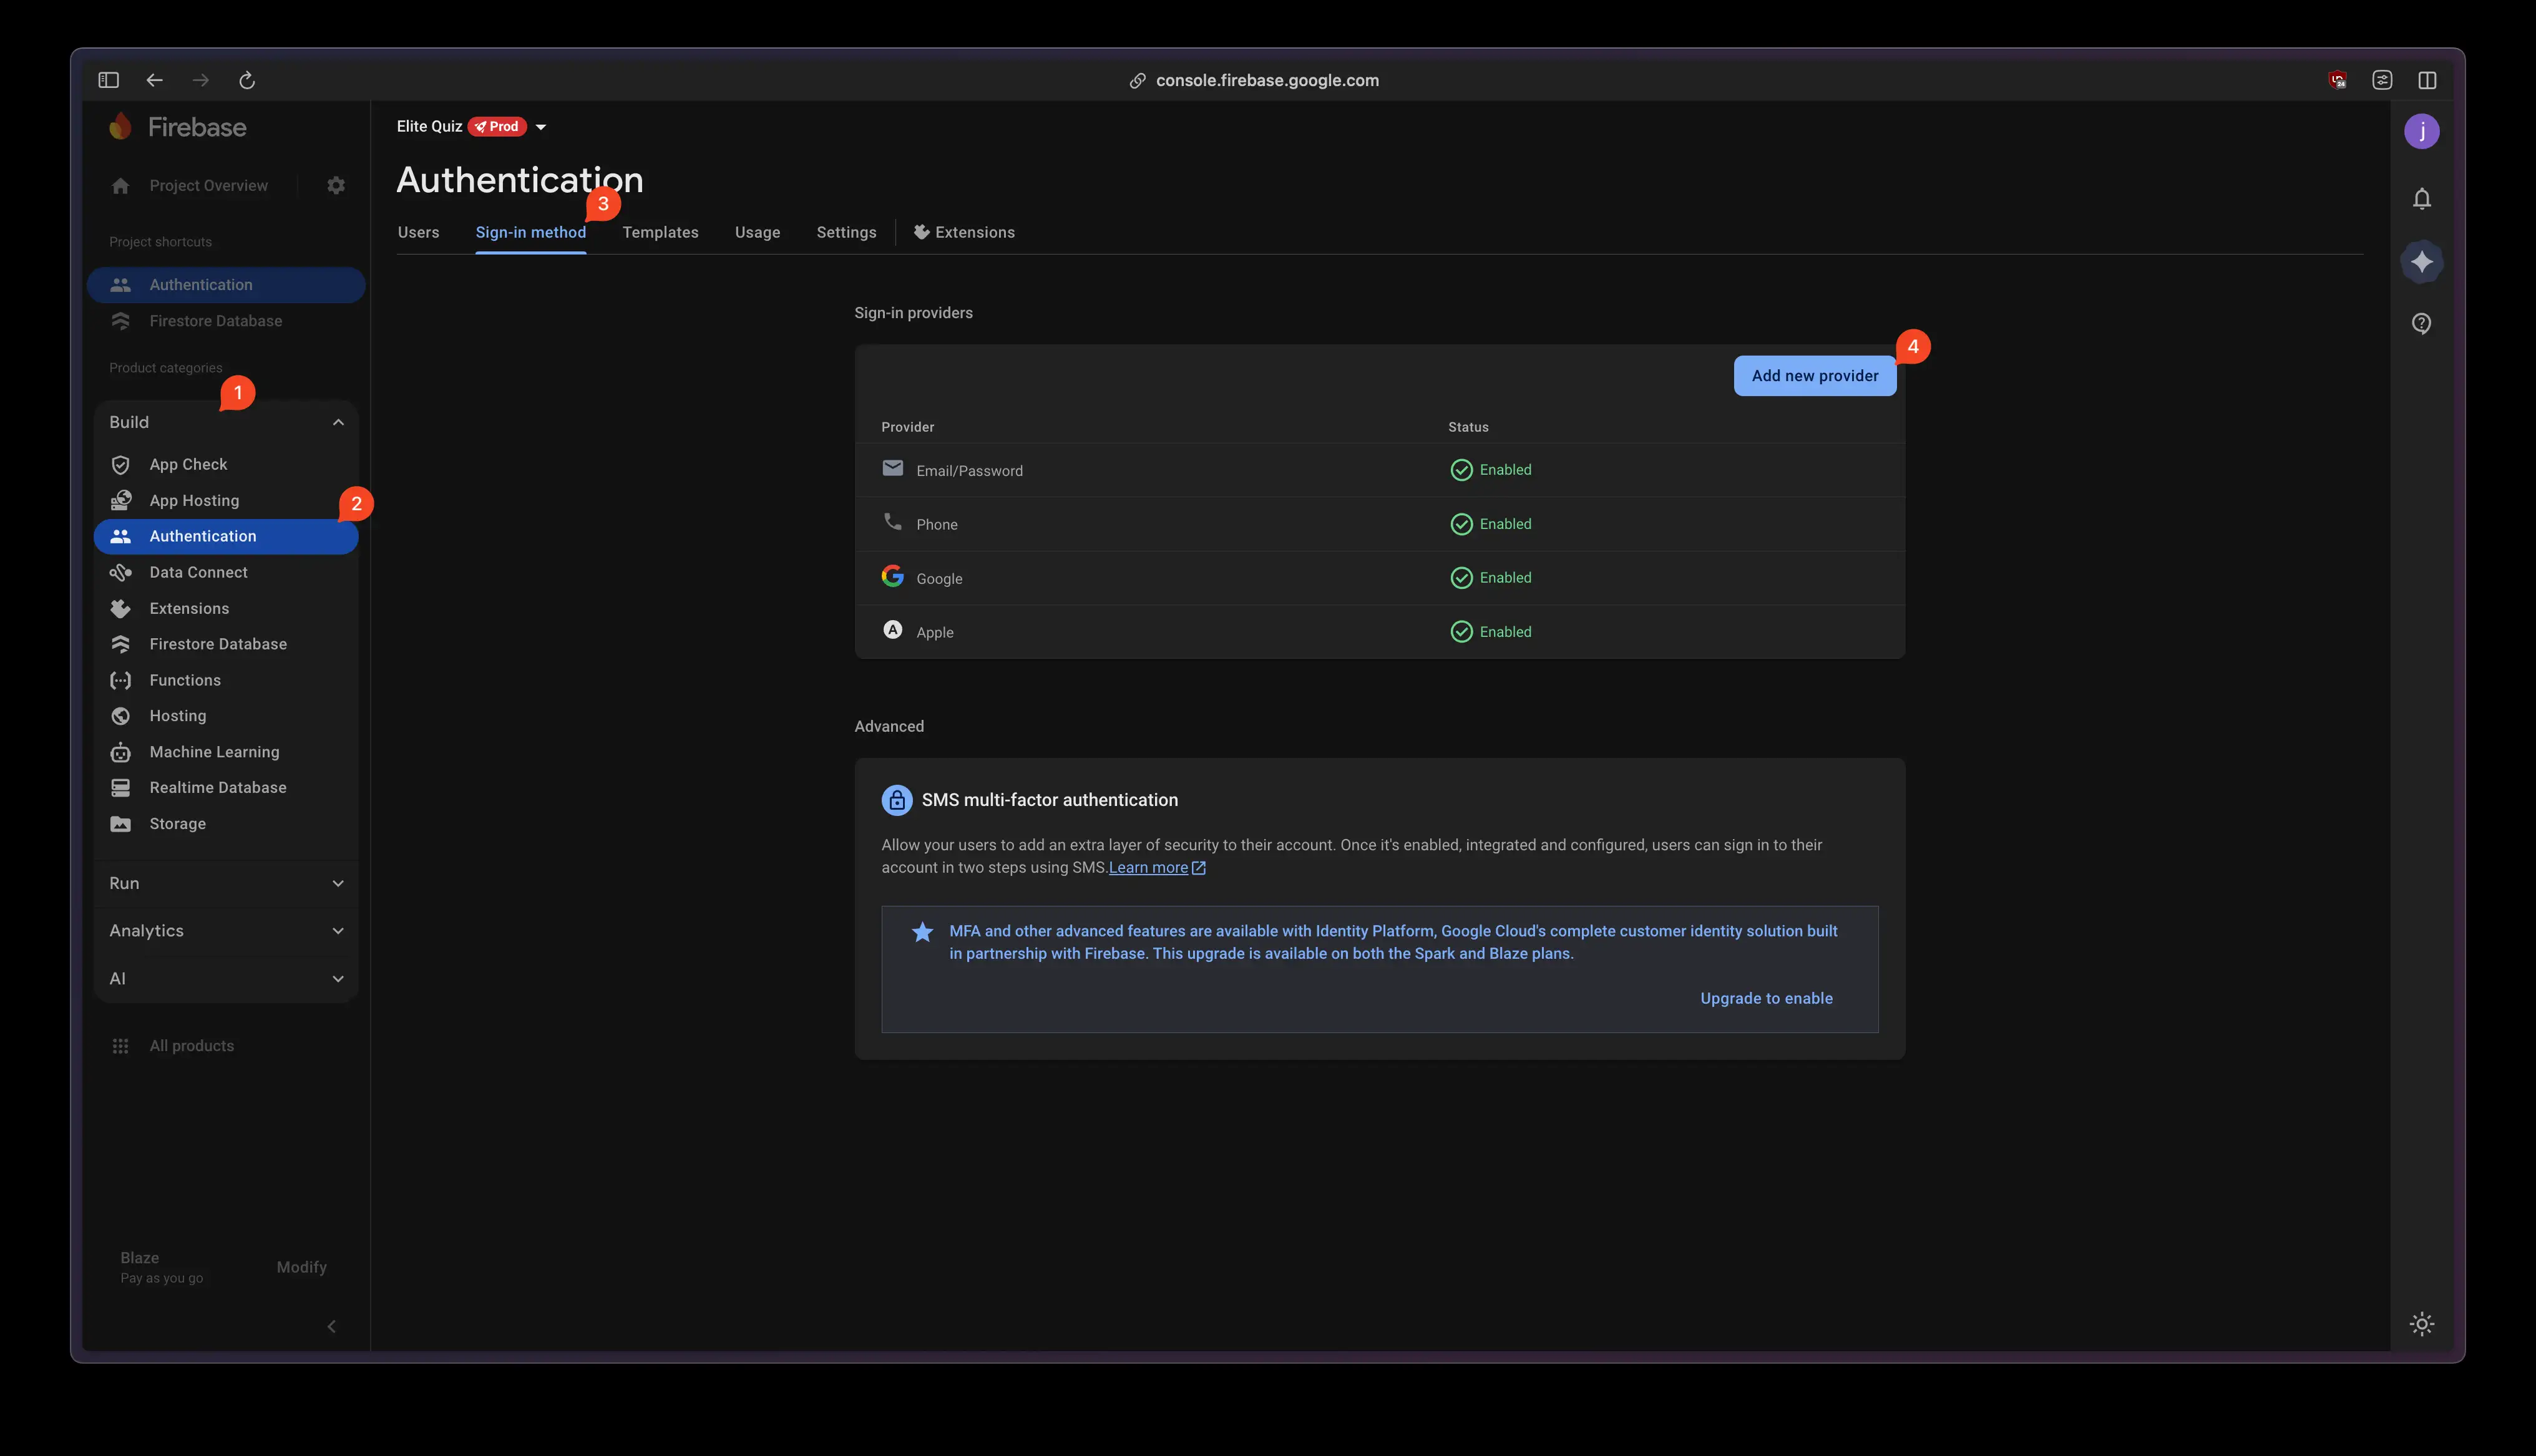 console.firebase.google.com
Firebase
Project Overview
Project shortcuts
Authentication
Firestore Database
Product categories
1
Build
App Check
App Hosting
2
Authentication
Data Connect
Extensions
Firestore Database
Functions
Hosting
Machine Learning
Realtime Database
Storage
Run
Analytics
AI
All products
Blaze
Pay as you go
Modify
Elite Quiz Prod
Authentication
3
Users Sign-in method Templates Usage Settings Extensions
Sign-in providers
4
Add new provider
Provider Status
Email/Password Enabled
Phone Enabled
Google Enabled
A Apple Enabled
Advanced
SMS multi-factor authentication
Allow your users to add an extra layer of security to their account. Once it's enabled, integrated and configured, users can sign in to their
account in two steps using SMS.Learn more
MFA and other advanced features are available with Identity Platform, Google Cloud's complete customer identity solution built
in partnership with Firebase. This upgrade is available on both the Spark and Blaze plans.
Upgrade to enable
24
j